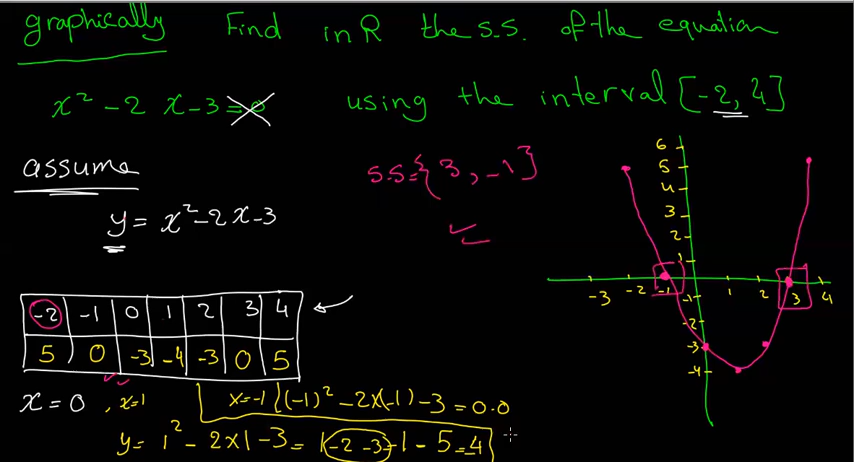 graphically Find in R the s.s. of the equation
x² - 2 x - 3 = 0 using the interval [-2, 4]
assume
S.S = {3, -1}
y = x² - 2x - 3
-2 -1 0 1 2 3 4
5 0 -3 -4 -3 0 5
x = 0 , x = 1 x = -1 (-1)² - 2x(-1) - 3 = 0.0
y = 1² - 2 x 1 - 3 = 1 -2 -3 = 1 - 5 = -4
6
5
4
3
2
1
-3 -2 -1 1 2 3 4
-1
-2
-3
-4